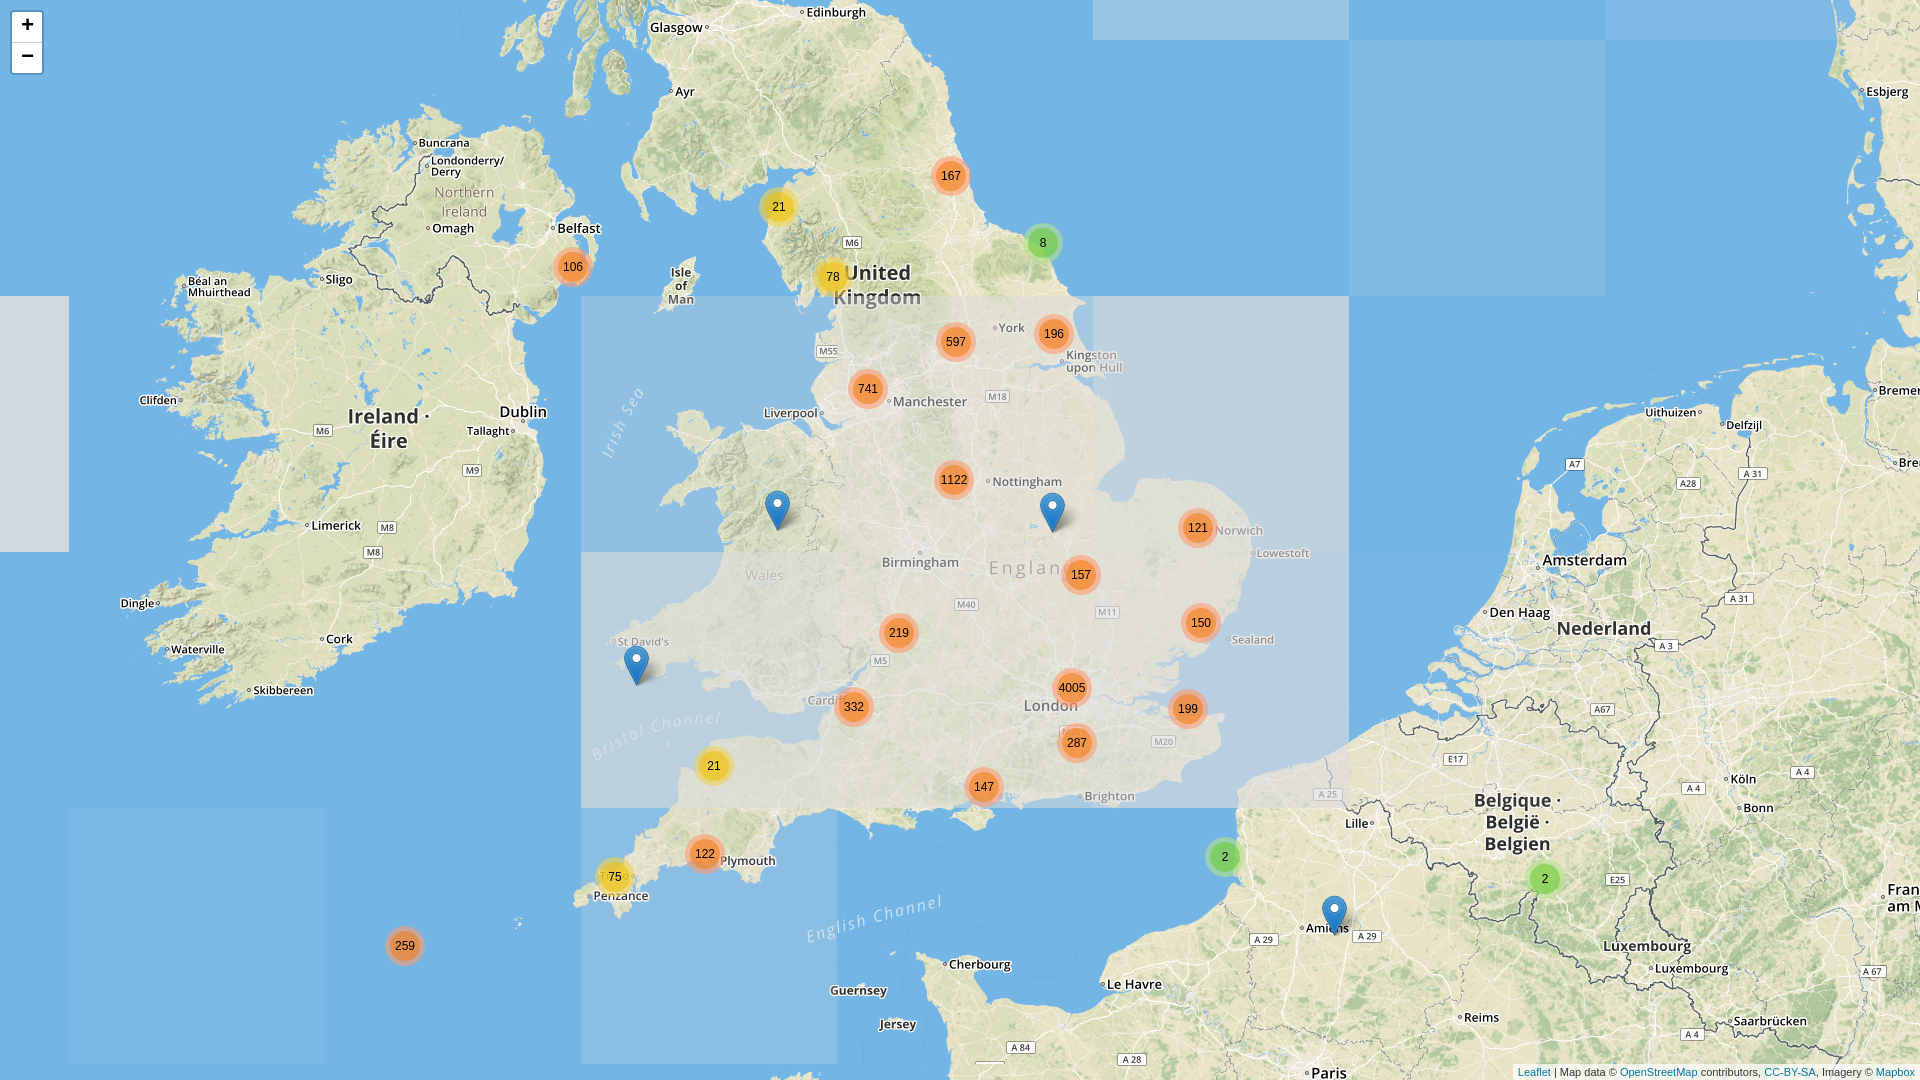 +
−
Edinburgh
Glasgow
Ayr
Esbjerg
Buncrana
Londonderry/
Derry
167
Northern
Ireland
21
Omagh
Belfast
M6
8
106
Isle
of
Man
78
United
Kingdom
Sligo
Béal an
Mhuirthead
York
196
597
M55
Kingston
upon Hull
741
M18
Manchester
Bremer
Clifden
Liverpool
Dublin
Uithuizen
Ireland ·
Éire
M6
Tallaght
Irish Sea
Delfzijl
A7
M9
A 31
Bre
1122
Nottingham
A28
Limerick
M8
121
Norwich
M8
Lowestoft
Birmingham
Amsterdam
Wales
Englan
157
Dingle
M40
M11
A 31
Den Haag
150
Nederland
219
Cork
St David's
Sealand
Waterville
M5
A 3
Skibbereen
4005
Cardiff
332
London
199
A67
Bristol Channel
287
M20
E17
21
A 4
Köln
147
A 25
A 4
Brighton
Belgique ·
België ·
Belgien
Bonn
Lille
122
Plymouth
2
75
Penzance
2
E25
Fran
am M
English Channel
Amiens
A 29
A 29
259
Luxembourg
Cherbourg
Luxembourg
A 67
Le Havre
Guernsey
Reims
Jersey
Saarbrücken
A 4
A 84
A 28
Paris
Leaflet | Map data © OpenStreetMap contributors, CC-BY-SA, Imagery © Mapbox